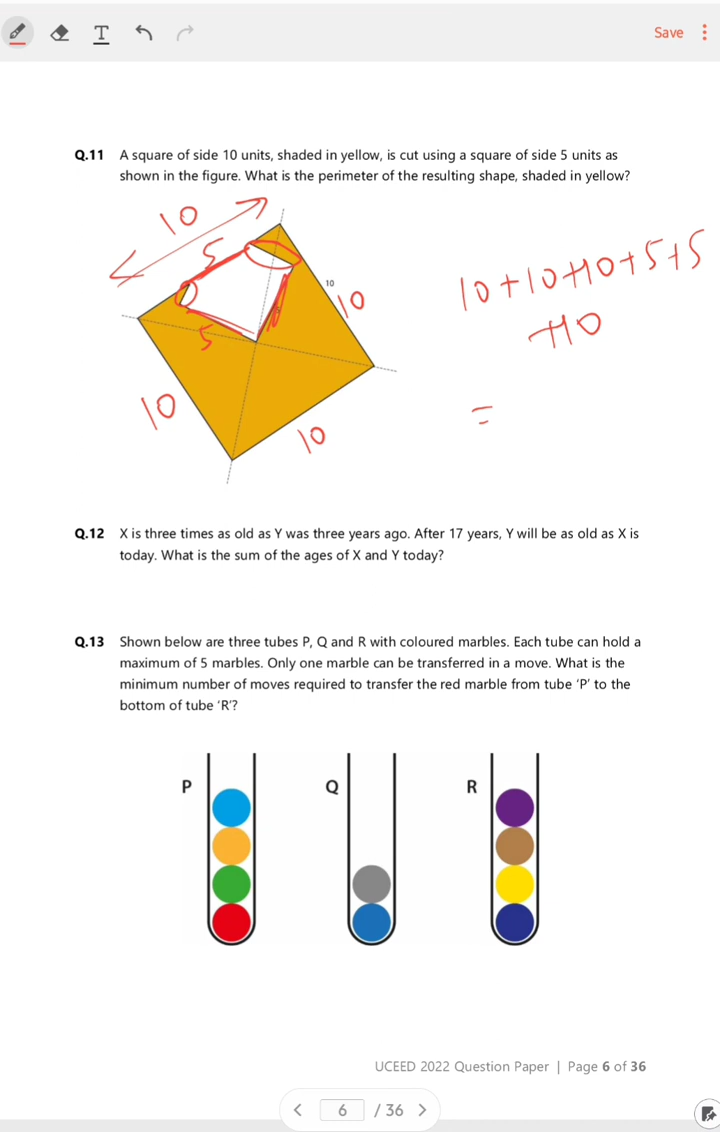 T
Save
Q.11 A square of side 10 units, shaded in yellow, is cut using a square of side 5 units as
shown in the figure. What is the perimeter of the resulting shape, shaded in yellow?
10
5
10
10
5
10
10
10+10+10+5+5
+10
=
Q.12 X is three times as old as Y was three years ago. After 17 years, Y will be as old as X is
today. What is the sum of the ages of X and Y today?
Q.13 Shown below are three tubes P, Q and R with coloured marbles. Each tube can hold a
maximum of 5 marbles. Only one marble can be transferred in a move. What is the
minimum number of moves required to transfer the red marble from tube ‘P’ to the
bottom of tube ‘R’?
P Q R
UCEED 2022 Question Paper | Page 6 of 36
< 6 / 36 >